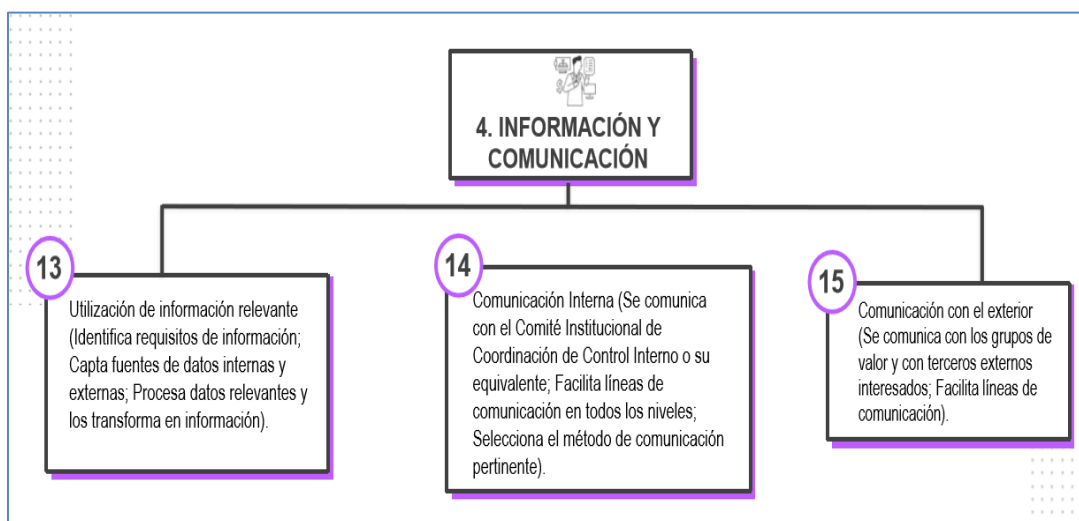 4. INFORMACIÓN Y
COMUNICACIÓN
13
Utilización de información relevante
(Identifica requisitos de información;
Capta fuentes de datos internas y
externas; Procesa datos relevantes y
los transforma en información).
14
Comunicación Interna (Se comunica
con el Comité Institucional de
Coordinación de Control Interno o su
equivalente; Facilita líneas de
comunicación en todos los niveles;
Selecciona el método de comunicación
pertinente).
15
Comunicación con el exterior
(Se comunica con los grupos de
valor y con terceros externos
interesados; Facilita líneas de
comunicación).